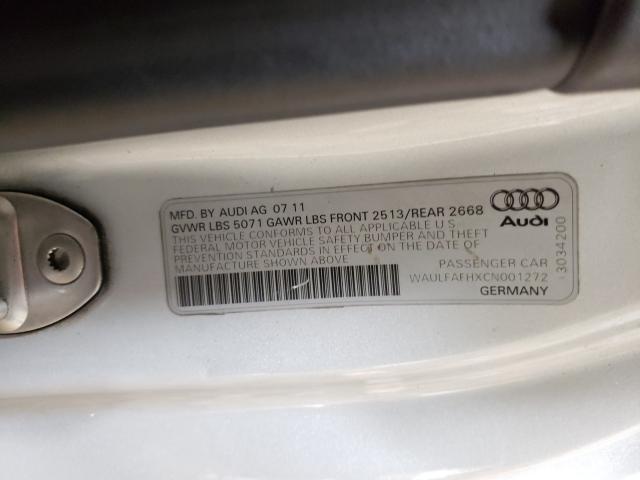 MFD. BY AUDI AG 07 11
GVWR LBS 5071 GAWR LBS FRONT 2513/REAR 2668
THIS VEHICLE CONFORMS TO ALL APPLICABLE U S
FEDERAL MOTOR VEHICLE SAFETY BUMPER AND THEFT
PREVENTION STANDARDS IN EFFECT ON THE DATE OF
MANUFACTURE SHOWN ABOVE
Audi
PASSENGER CAR
WAULFAFHXCN001272
GERMANY
3034200